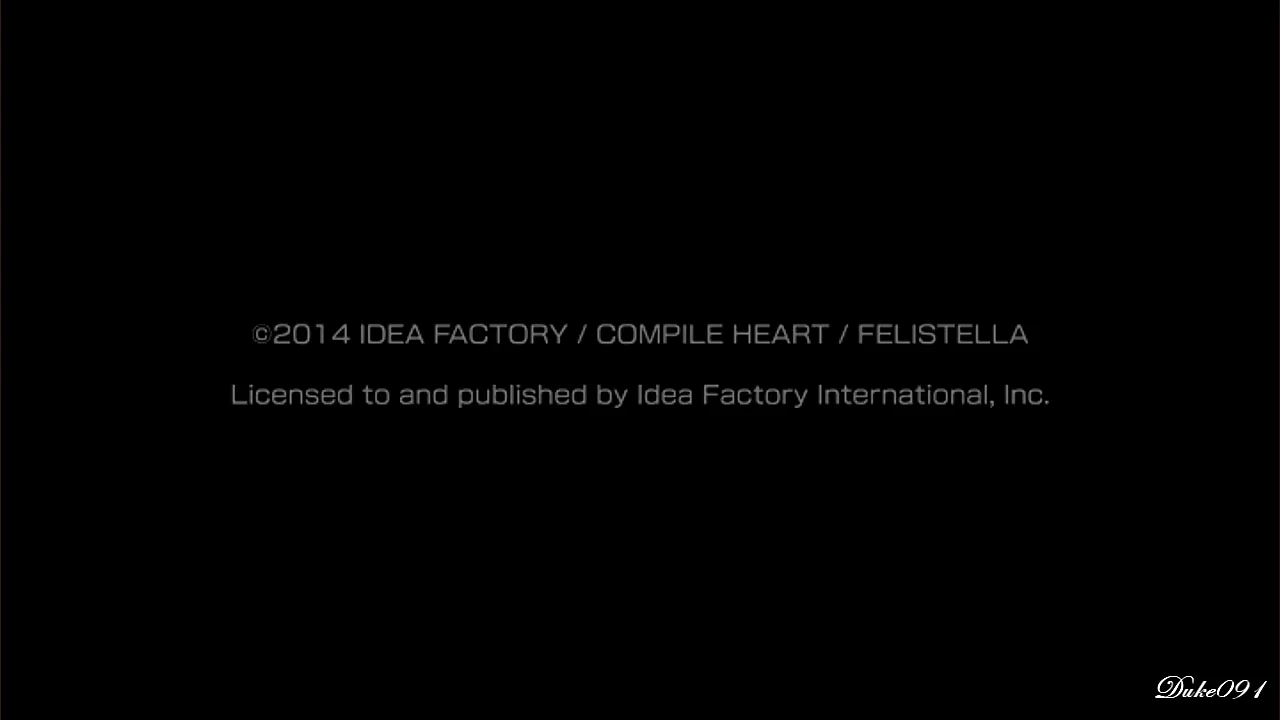 ©2014 IDEA FACTORY / COMPILE HEART / FELISTELLA
Licensed to and published by Idea Factory International, Inc.
Duke091